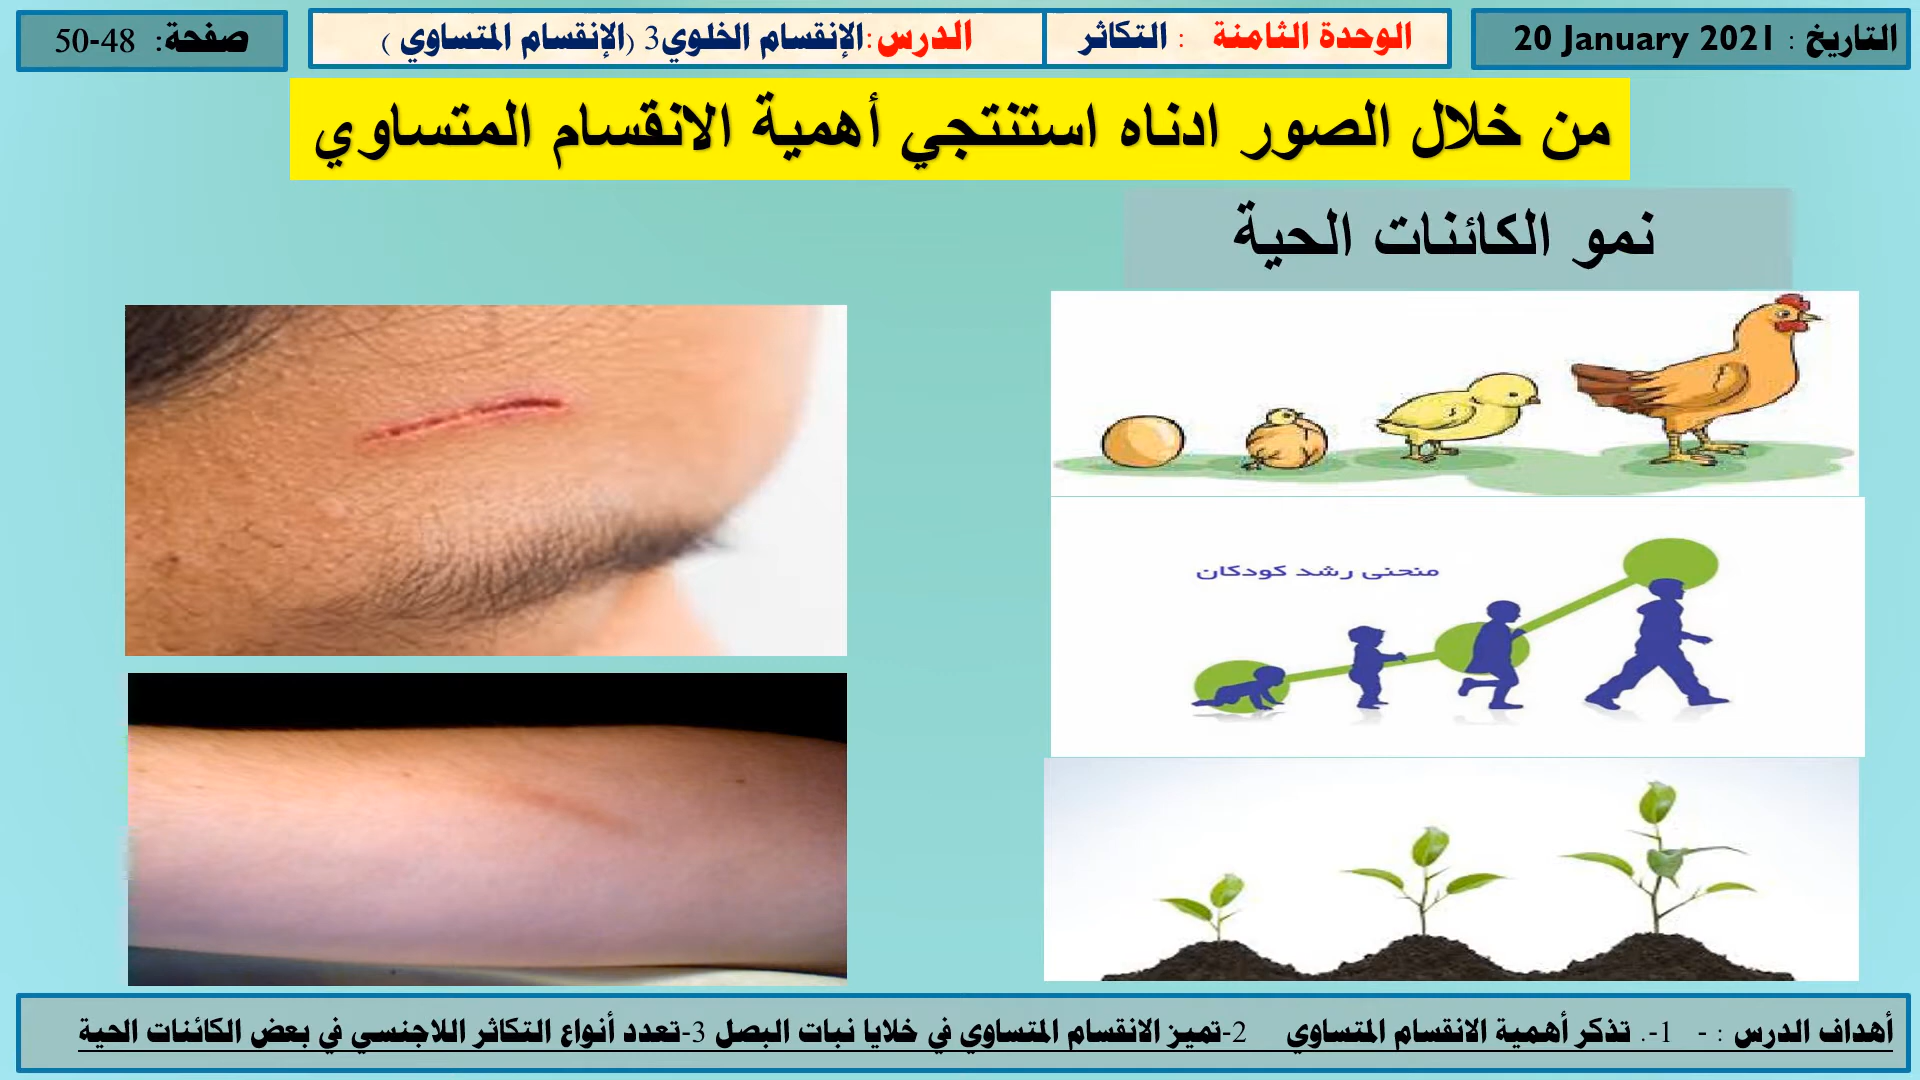 التاريخ : 20 January 2021
الوحدة الثامنة : التكاثر
الدرس:الإنقسام الخلوي3 (الإنقسام المتساوي )
صفحة: 48-50
من خلال الصور ادناه استنتجي أهمية الانقسام المتساوي
نمو الكائنات الحية
منحنی رشد کودکان
أهداف الدرس : - 1-. تذكر أهمية الانقسام المتساوي 2-تميز الانقسام المتساوي في خلايا نبات البصل 3-تعدد أنواع التكاثر اللاجنسي في بعض الكائنات الحية